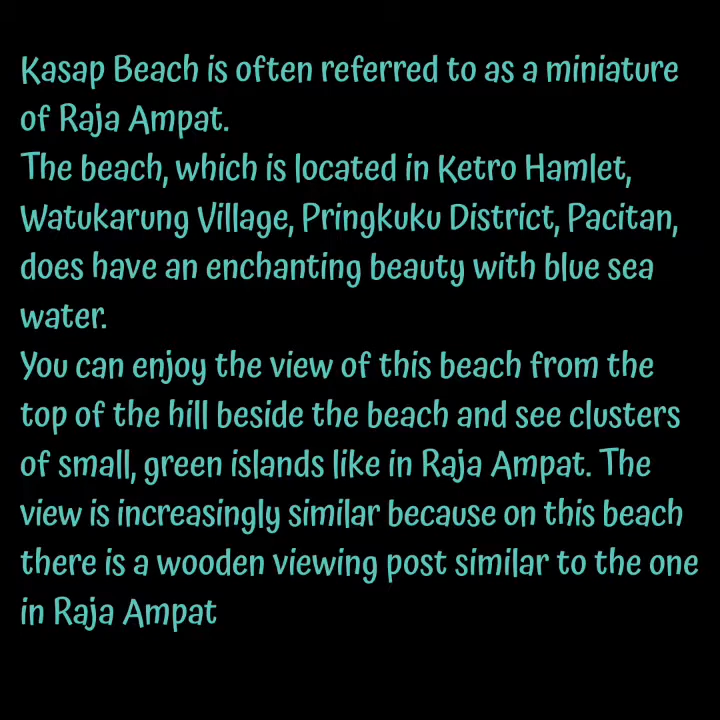 Kasap Beach is often referred to as a miniature
of Raja Ampat.
The beach, which is located in Ketro Hamlet,
Watukarung Village, Pringkuku District, Pacitan,
does have an enchanting beauty with blue sea
water.
You can enjoy the view of this beach from the
top of the hill beside the beach and see clusters
of small, green islands like in Raja Ampat. The
view is increasingly similar because on this beach
there is a wooden viewing post similar to the one
in Raja Ampat